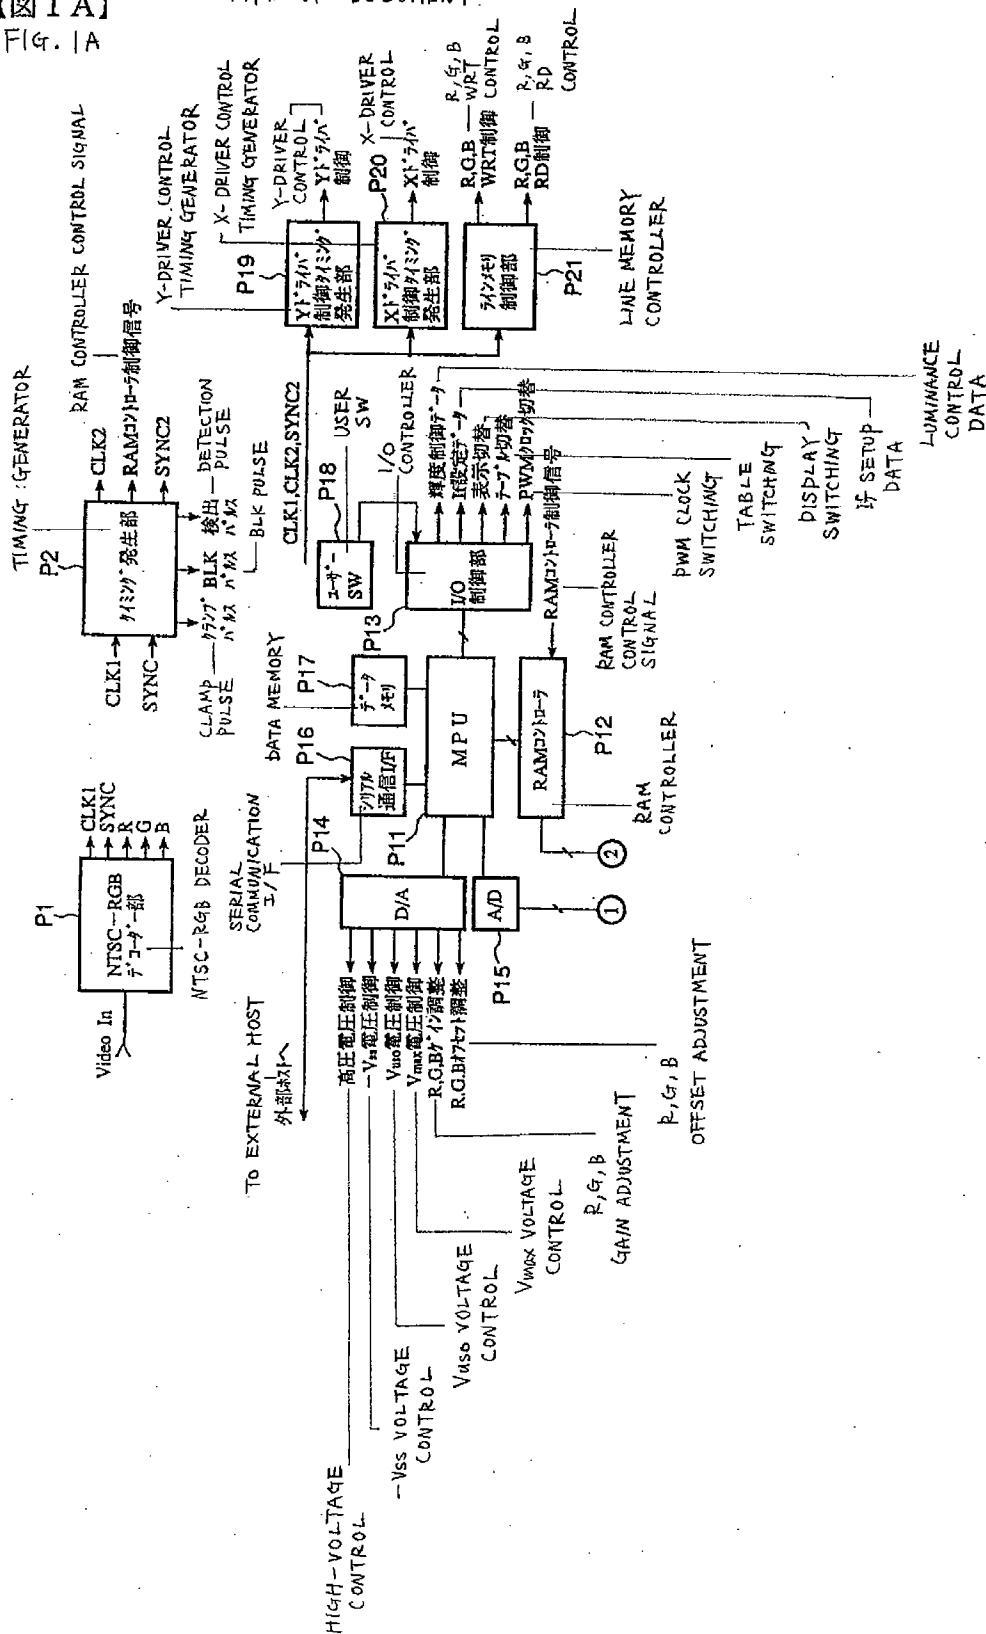 【図1A】
FIG. 1A
DOCUMENT
Video In
P1
NTSC−RGB
デコーダー部
NTSC-RGB DECODER
CLK1
SYNC
R
G
B
TIMING GENERATOR
P2
タイミング発生部
CLK1
SYNC
CLK2
RAMコントローラ制御信号
RAM CONTROLLER CONTROL SIGNAL
SYNC2
クランプ
パルス
CLAMP
PULSE
BLK
パルス
BLK PULSE
検出
パルス
DETECTION
PULSE
Y-DRIVER CONTROL
TIMING GENERATOR
X-DRIVER CONTROL
TIMING GENERATOR
P19
Yドライバ
制御タイミング
発生部
Y-DRIVER
CONTROL
Yドライバ
制御
P20
Xドライバ
制御タイミング
発生部
X-DRIVER
CONTROL
Xドライバ
制御
ラインメモリ
制御部
P21
LINE MEMORY
CONTROLLER
R,G,B
WRT制御
R,G,B
WRT
CONTROL
R,G,B
RD制御
R,G,B
RD
CONTROL
CLK1,CLK2,SYNC2
TO EXTERNAL HOST
外部ホストへ
SERIAL
COMMUNICATION
I/F
P16
シリアル
通信I/F
DATA MEMORY
P17
データ
メモリ
P18
ユーザー
SW
USER
SW
I/O
CONTROLLER
P13
I/O
制御部
輝度制御データ
If設定データ
表示切替
テーブル切替
PWMクロック切替
LUMINANCE
CONTROL
DATA
If SETUP
DATA
DISPLAY
SWITCHING
TABLE
SWITCHING
PWM CLOCK
SWITCHING
P11
MPU
P12
RAMコントローラ
RAM
CONTROLLER
RAMコントローラ制御信号
RAM CONTROLLER
CONTROL
SIGNAL
P14
D/A
P15
A/D
①
②
高圧電圧制御
−Vss電圧制御
Vuso電圧制御
Vmax電圧制御
R,G,Bゲイン調整
R.G.Bオフセット調整
HIGH-VOLTAGE
CONTROL
−Vss VOLTAGE
CONTROL
Vuso VOLTAGE
CONTROL
Vmax VOLTAGE
CONTROL
R,G,B
GAIN ADJUSTMENT
R,G,B
OFFSET ADJUSTMENT